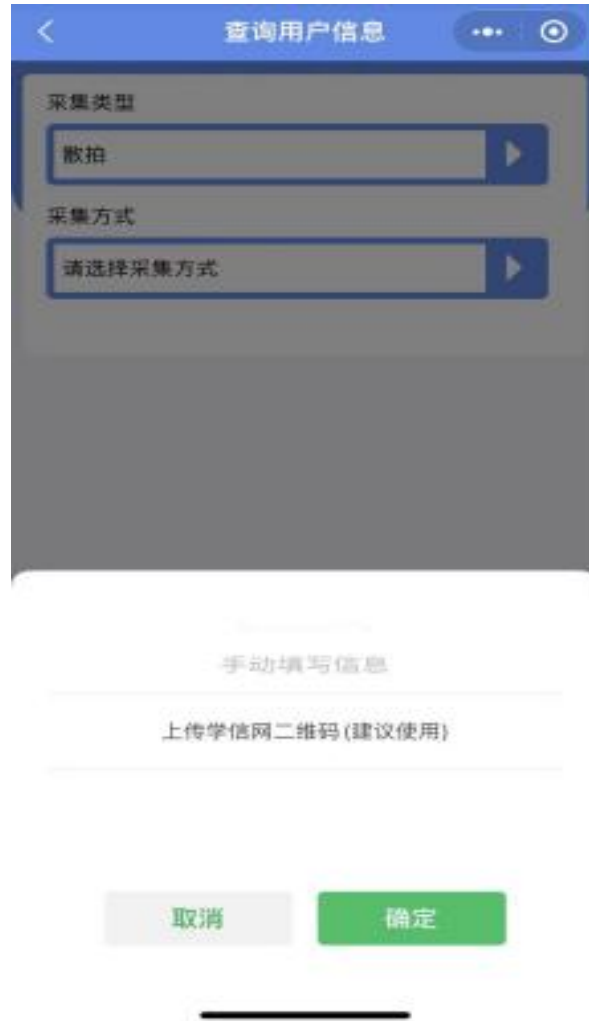 查询用户信息
采集类型
散拍
采集方式
请选择采集方式
手动填写信息
上传学信网二维码(建议使用)
取消
确定